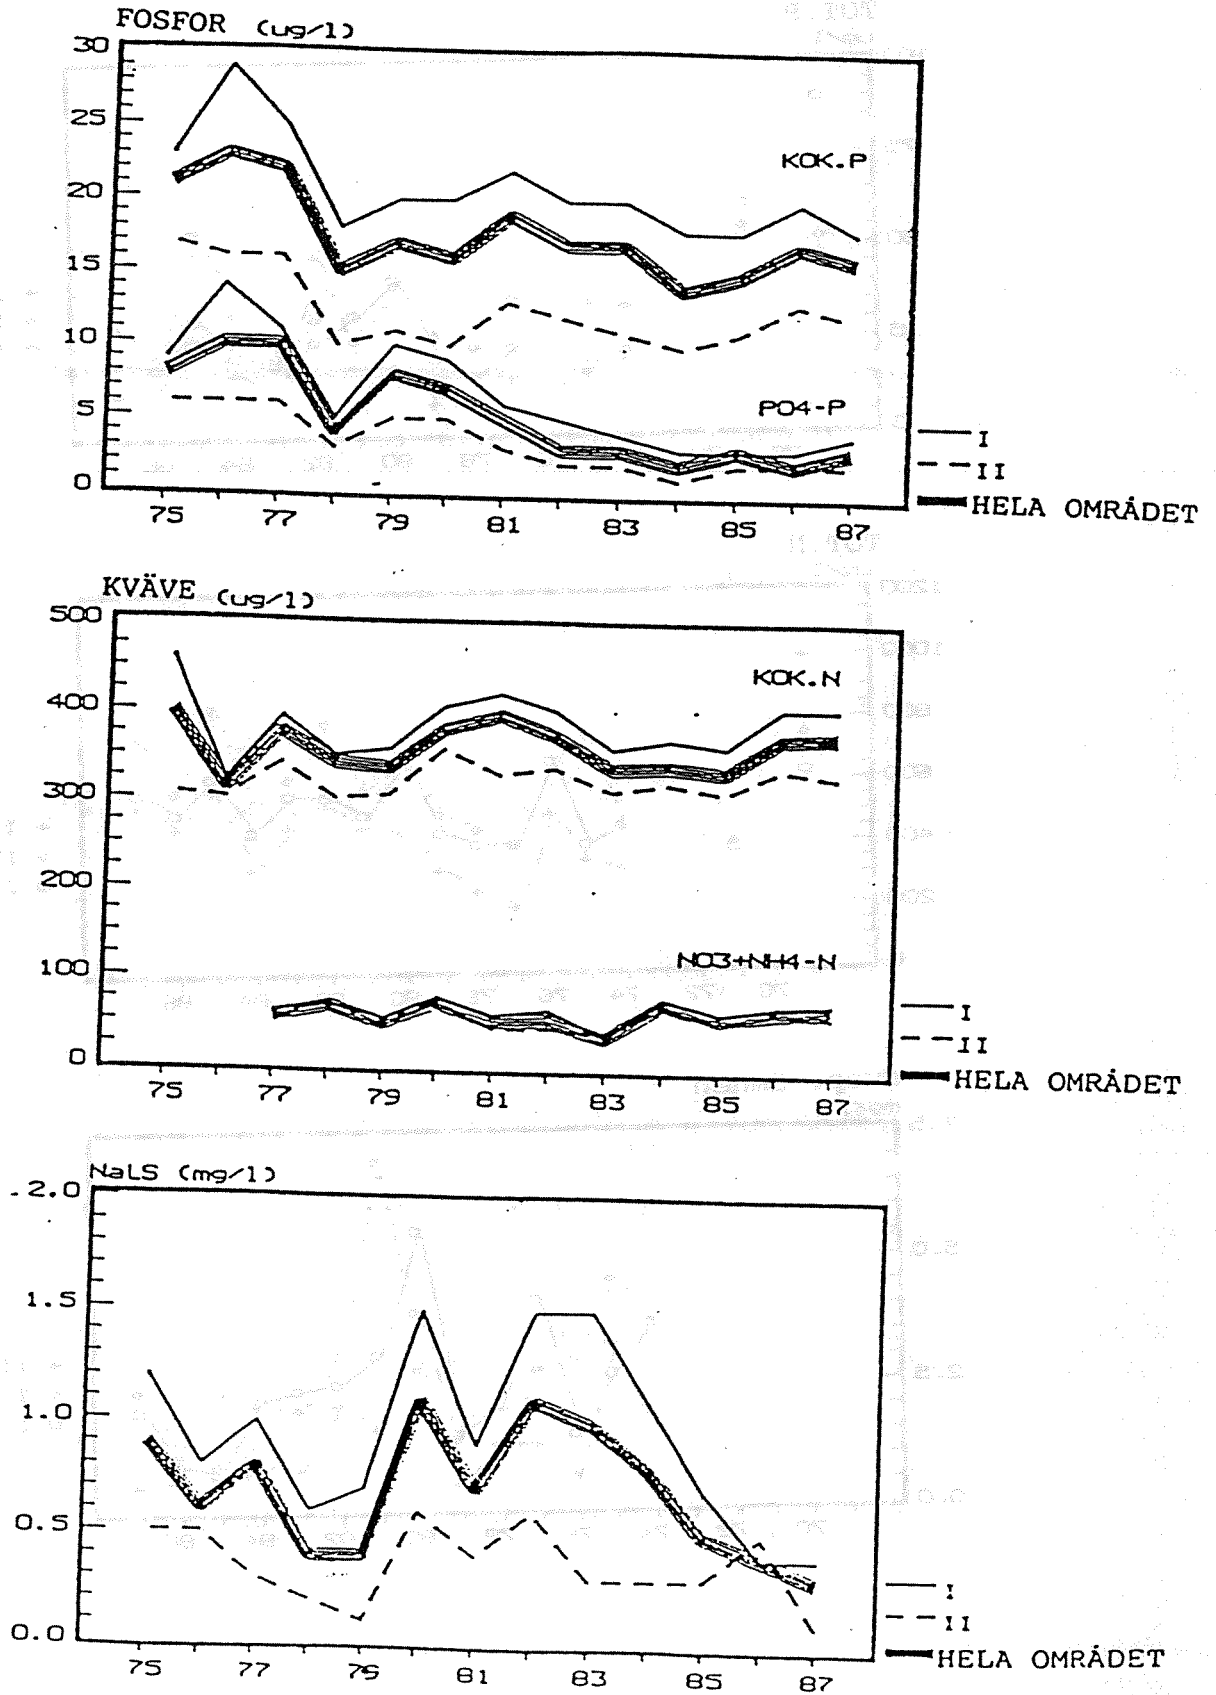 FOSFOR (ug/l)
30
25
20
15
10
5
0
KOK.P
PO4-P
75 77 79 81 83 85 87
I
II
HELA OMRÅDET
KVÄVE (ug/l)
500
400
300
200
100
0
KOK.N
NO3+NH4-N
75 77 79 81 83 85 87
I
II
HELA OMRÅDET
NaLS (mg/l)
2.0
1.5
1.0
0.5
0.0
75 77 79 81 83 85 87
I
II
HELA OMRÅDET